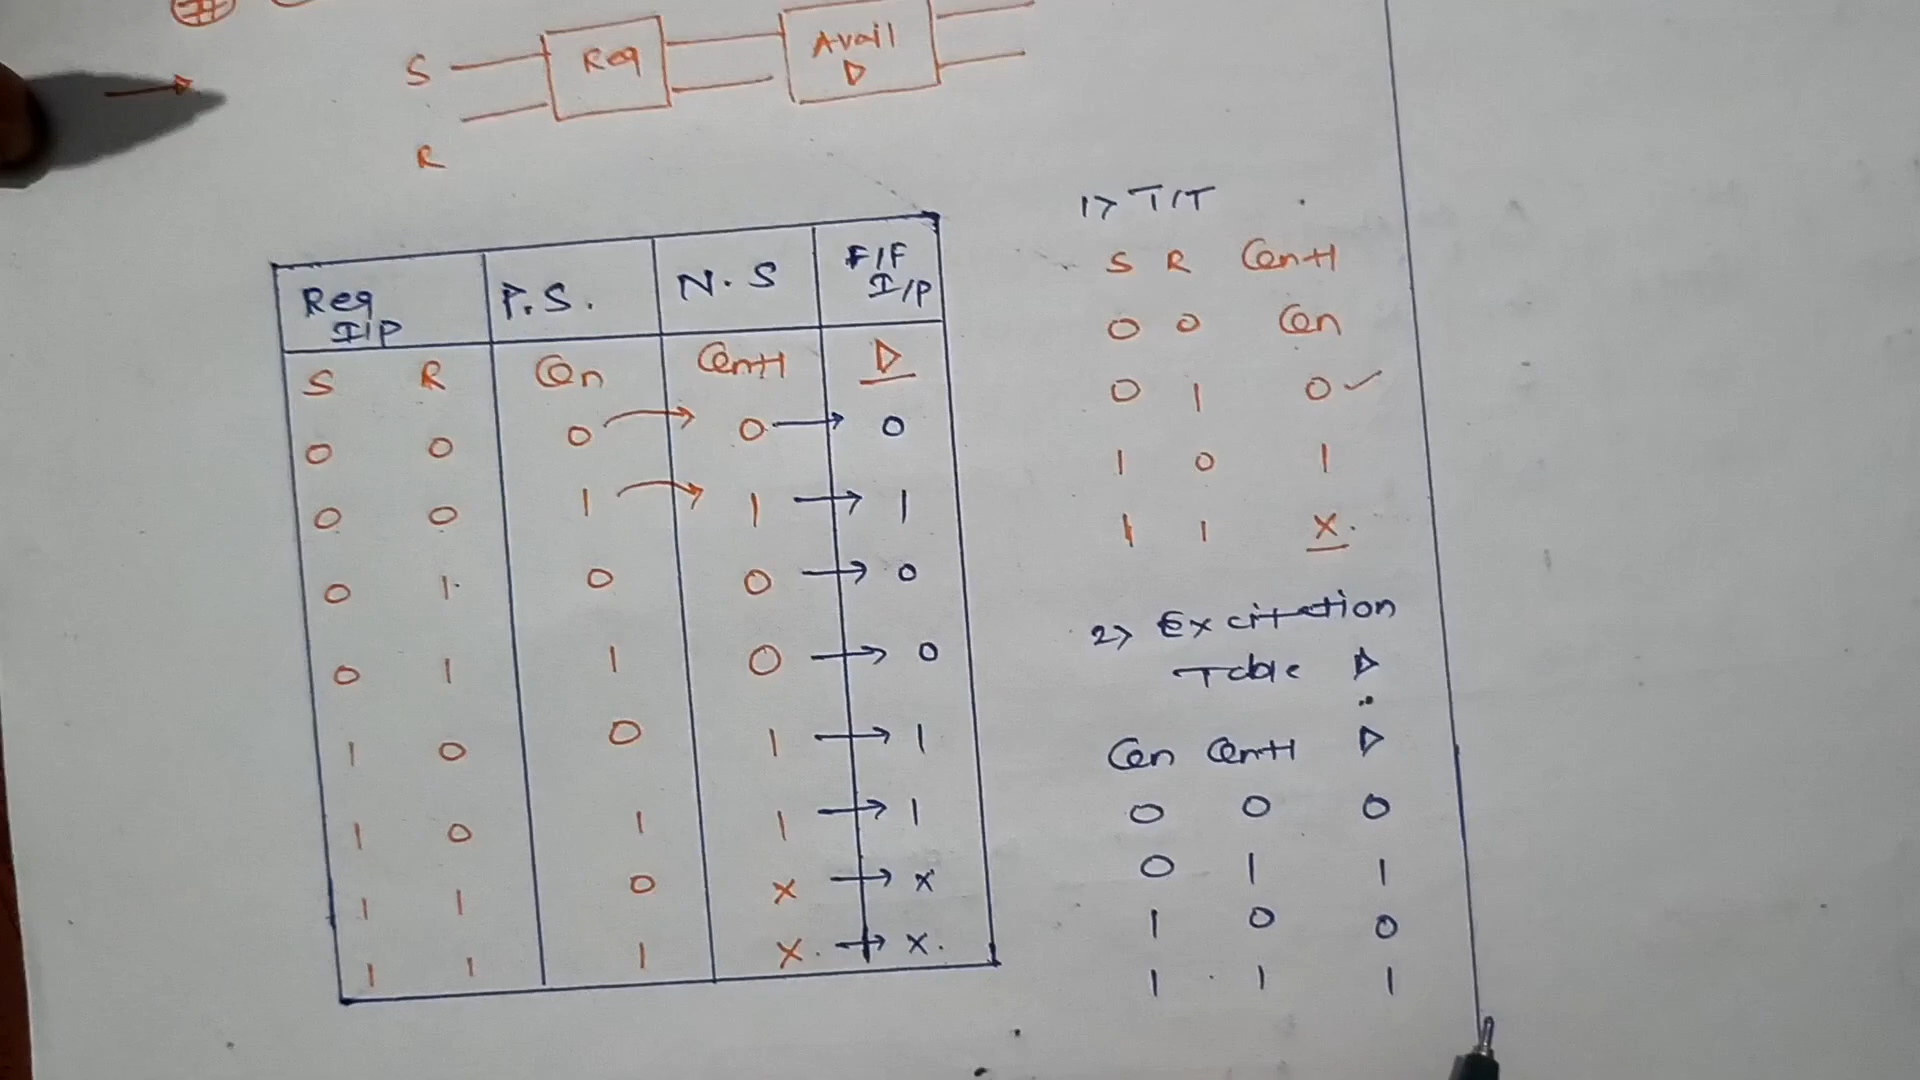 S Req Avail
D
R
Req I/P P.S. N.S F/F I/P
S R Qn Qn+1 D
0 0 0 → 0 → 0
0 0 1 → 1 → 1
0 1 0 0 → 0
0 1 1 0 → 0
1 0 0 1 → 1
1 0 1 1 → 1
1 1 0 x → x
1 1 1 x → x
1> T/T
S R Qn+1
0 0 Qn
0 1 0 ✓
1 0 1
1 1 X
2> Excitation
Table D
Qn Qn+1 D
0 0 0
0 1 1
1 0 0
1 1 1